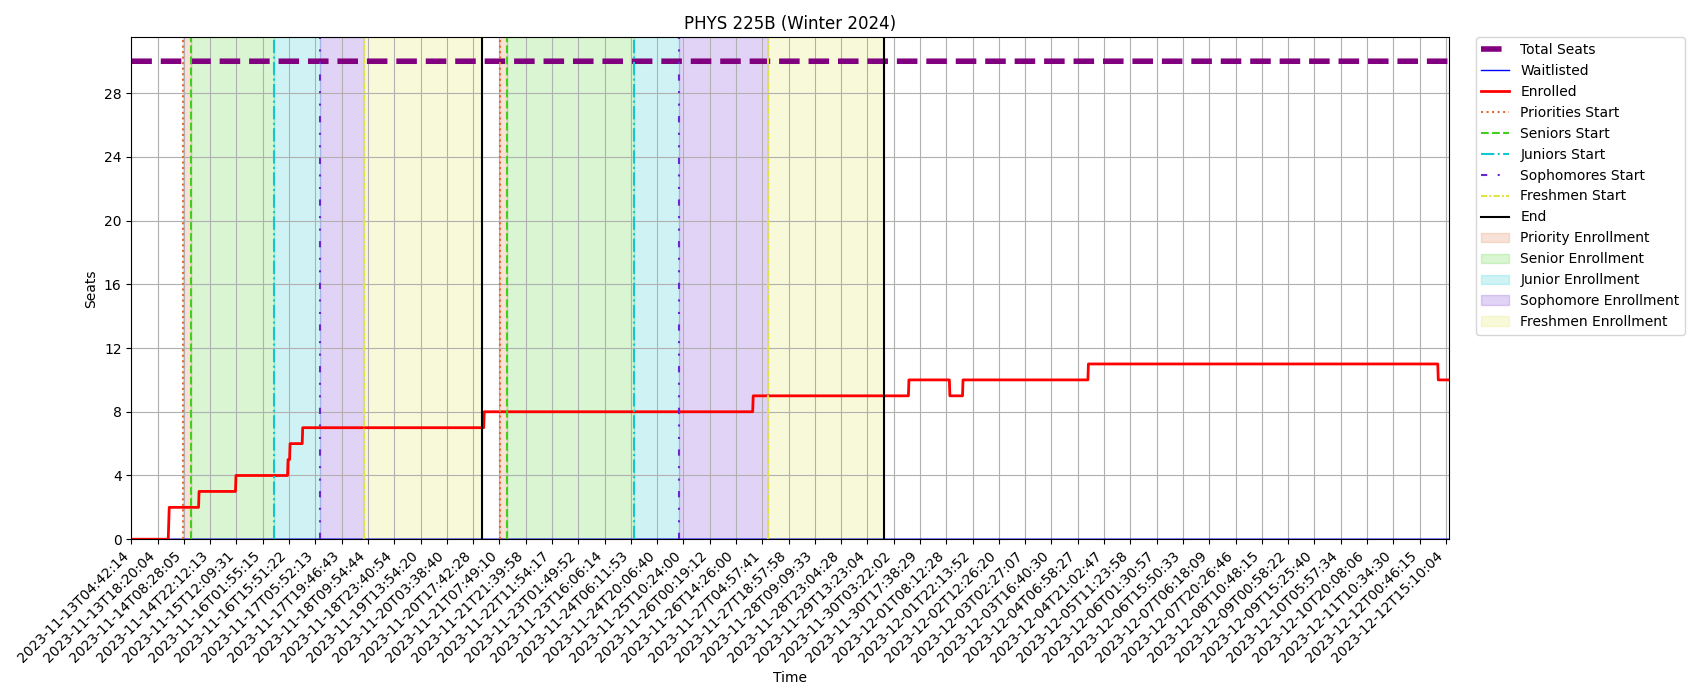 PHYS 225B (Winter 2024)
Seats
28
24
20
16
12
8
4
0
2023-11-13T04:42:14
2023-11-13T18:20:04
2023-11-14T08:28:05
2023-11-14T22:12:13
2023-11-15T12:09:31
2023-11-16T01:55:15
2023-11-16T15:51:22
2023-11-17T05:52:13
2023-11-17T19:46:43
2023-11-18T09:54:44
2023-11-18T23:40:54
2023-11-19T13:54:20
2023-11-20T03:38:40
2023-11-20T17:42:28
2023-11-21T07:49:10
2023-11-21T21:39:58
2023-11-22T11:54:17
2023-11-23T01:49:52
2023-11-23T16:06:14
2023-11-24T06:11:53
2023-11-24T20:06:40
2023-11-25T10:24:00
2023-11-26T00:19:12
2023-11-26T14:26:00
2023-11-27T04:57:41
2023-11-27T18:57:58
2023-11-28T09:09:33
2023-11-28T23:04:28
2023-11-29T13:23:04
2023-11-30T03:22:02
2023-11-30T17:38:29
2023-12-01T08:12:28
2023-12-01T22:13:52
2023-12-02T12:26:20
2023-12-03T02:27:07
2023-12-03T16:40:30
2023-12-04T06:58:27
2023-12-04T21:02:47
2023-12-05T11:23:58
2023-12-06T01:30:57
2023-12-06T15:50:33
2023-12-07T06:18:09
2023-12-07T20:26:46
2023-12-08T10:48:15
2023-12-09T00:58:22
2023-12-09T15:25:40
2023-12-10T05:57:34
2023-12-10T20:08:06
2023-12-11T10:34:30
2023-12-12T00:46:15
2023-12-12T15:10:04
Time
Total Seats
Waitlisted
Enrolled
Priorities Start
Seniors Start
Juniors Start
Sophomores Start
Freshmen Start
End
Priority Enrollment
Senior Enrollment
Junior Enrollment
Sophomore Enrollment
Freshmen Enrollment